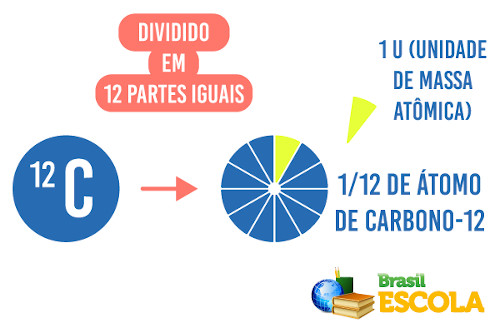 DIVIDIDO
EM
12 PARTES IGUAIS
1 U (UNIDADE
DE MASSA
ATÔMICA)
12C
1/12 DE ÁTOMO
DE CARBONO-12
Brasil
ESCOLA